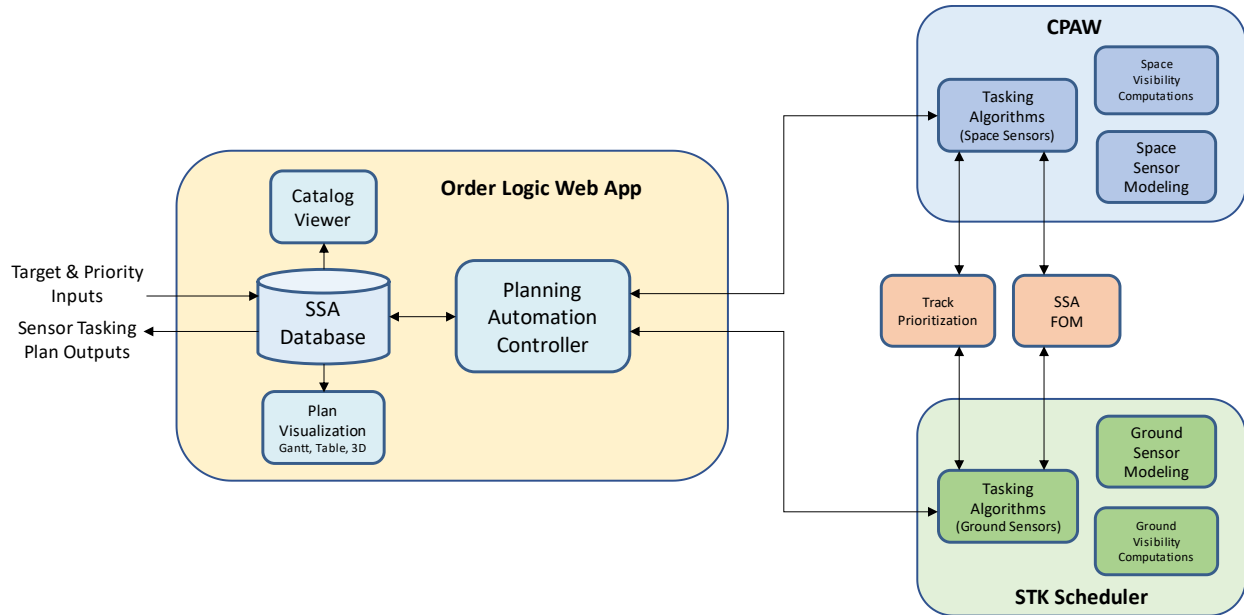 CPAW
Space
Visibility
Computations
Tasking
Algorithms
(Space Sensors)
Space
Sensor
Modeling
Order Logic Web App
Catalog
Viewer
Target & Priority
Inputs
SSA
Database
Sensor Tasking
Plan Outputs
Planning
Automation
Controller
Plan
Visualization
Gantt, Table, 3D
Track
Prioritization
SSA
FOM
Ground
Sensor
Modeling
Tasking
Algorithms
(Ground Sensors)
Ground
Visibility
Computations
STK Scheduler